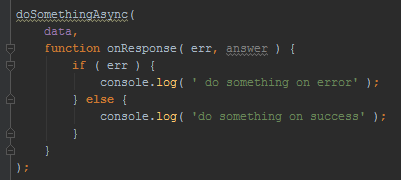 doSomethingAsync(
    data,
    function onResponse( err, answer ) {
        if ( err ) {
            console.log( ' do something on error' );
        } else {
            console.log( 'do something on success' );
        }
    }
);